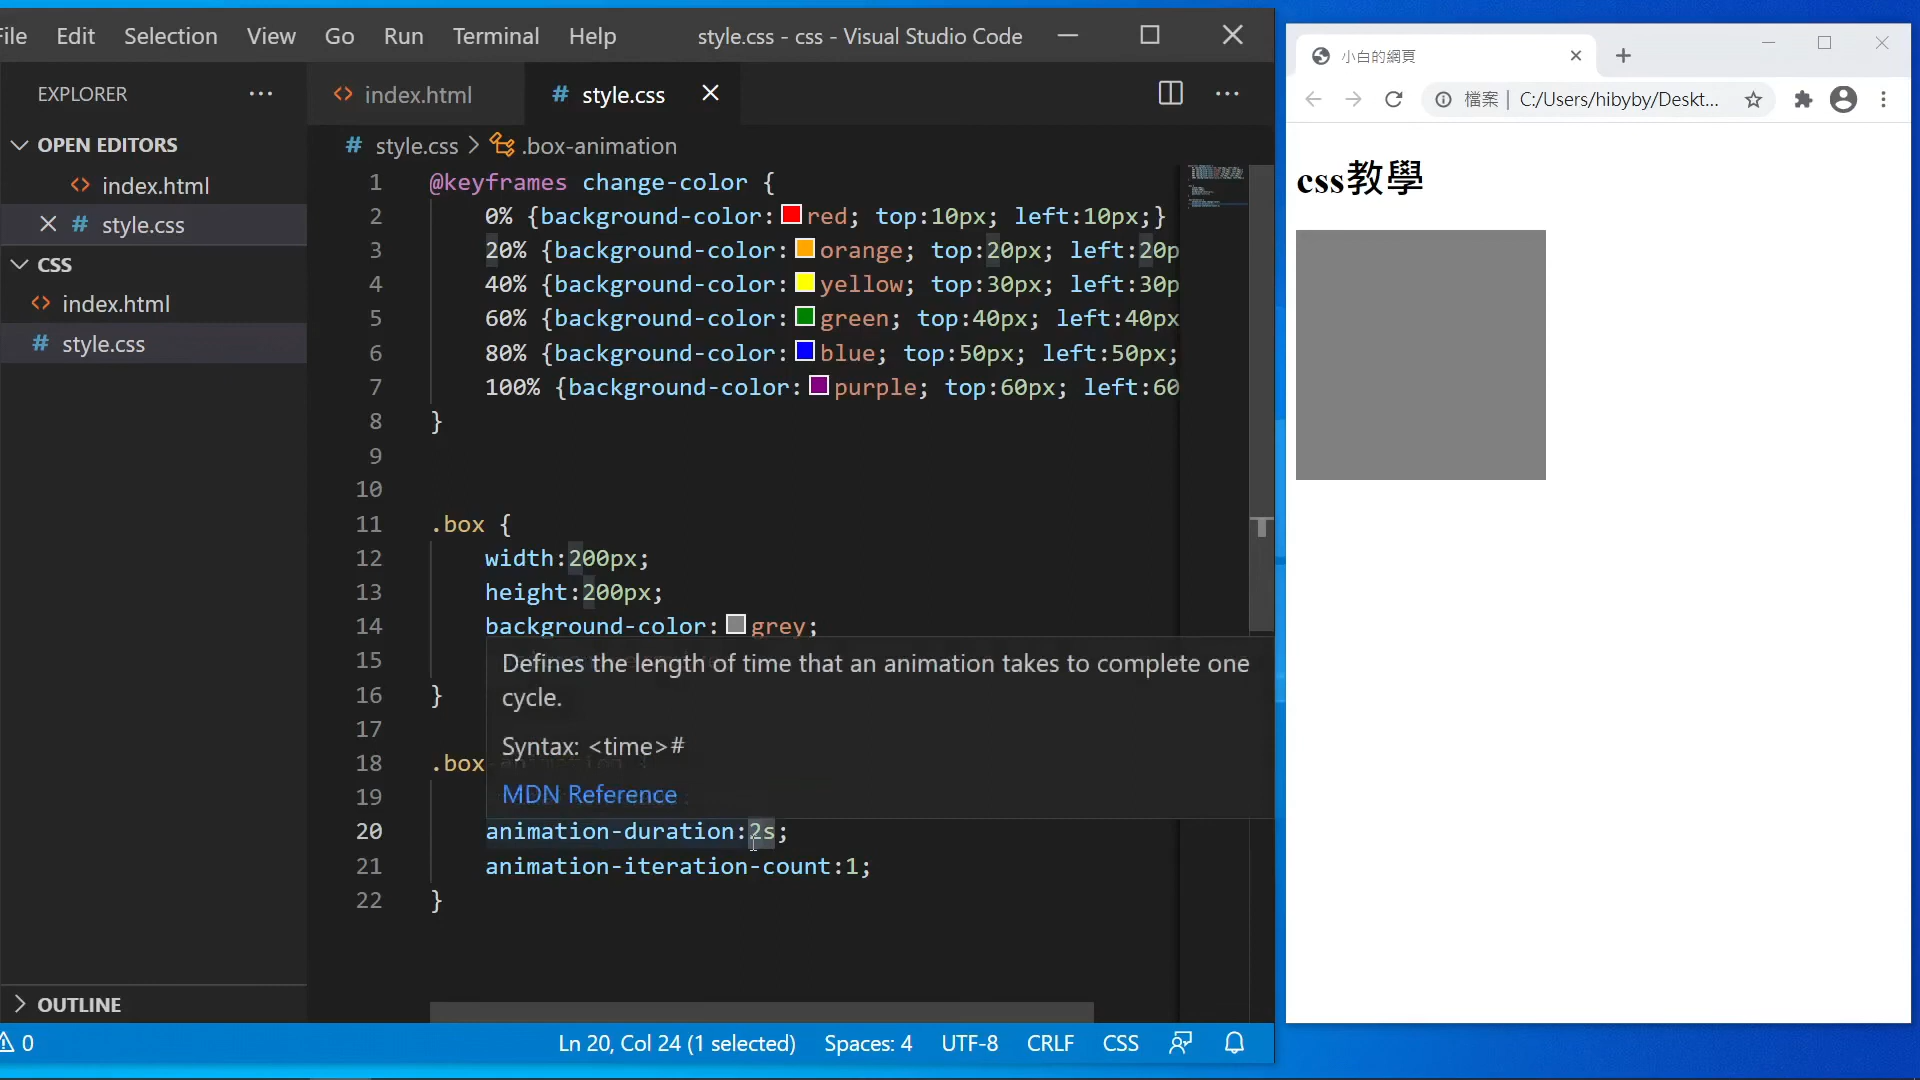 File Edit Selection View Go Run Terminal Help style.css - css - Visual Studio Code
EXPLORER
OPEN EDITORS
index.html
# style.css
CSS
index.html
# style.css
OUTLINE
index.html
# style.css
# style.css > .box-animation
1 @keyframes change-color {
2 0% {background-color:red; top:10px; left:10px;}
3 20% {background-color:orange; top:20px; left:20p
4 40% {background-color:yellow; top:30px; left:30p
5 60% {background-color:green; top:40px; left:40px
6 80% {background-color:blue; top:50px; left:50px;
7 100% {background-color:purple; top:60px; left:60
8 }
9
10
11 .box {
12 width:200px;
13 height:200px;
14 background-color:grey;
15
16 }
17
18 .box
19
Defines the length of time that an animation takes to complete one
cycle.
Syntax: <time>#
MDN Reference
20 animation-duration:2s;
21 animation-iteration-count:1;
22 }
0 Ln 20, Col 24 (1 selected) Spaces: 4 UTF-8 CRLF CSS
小白的網頁
檔案 | C:/Users/hibyby/Deskt...
css教學